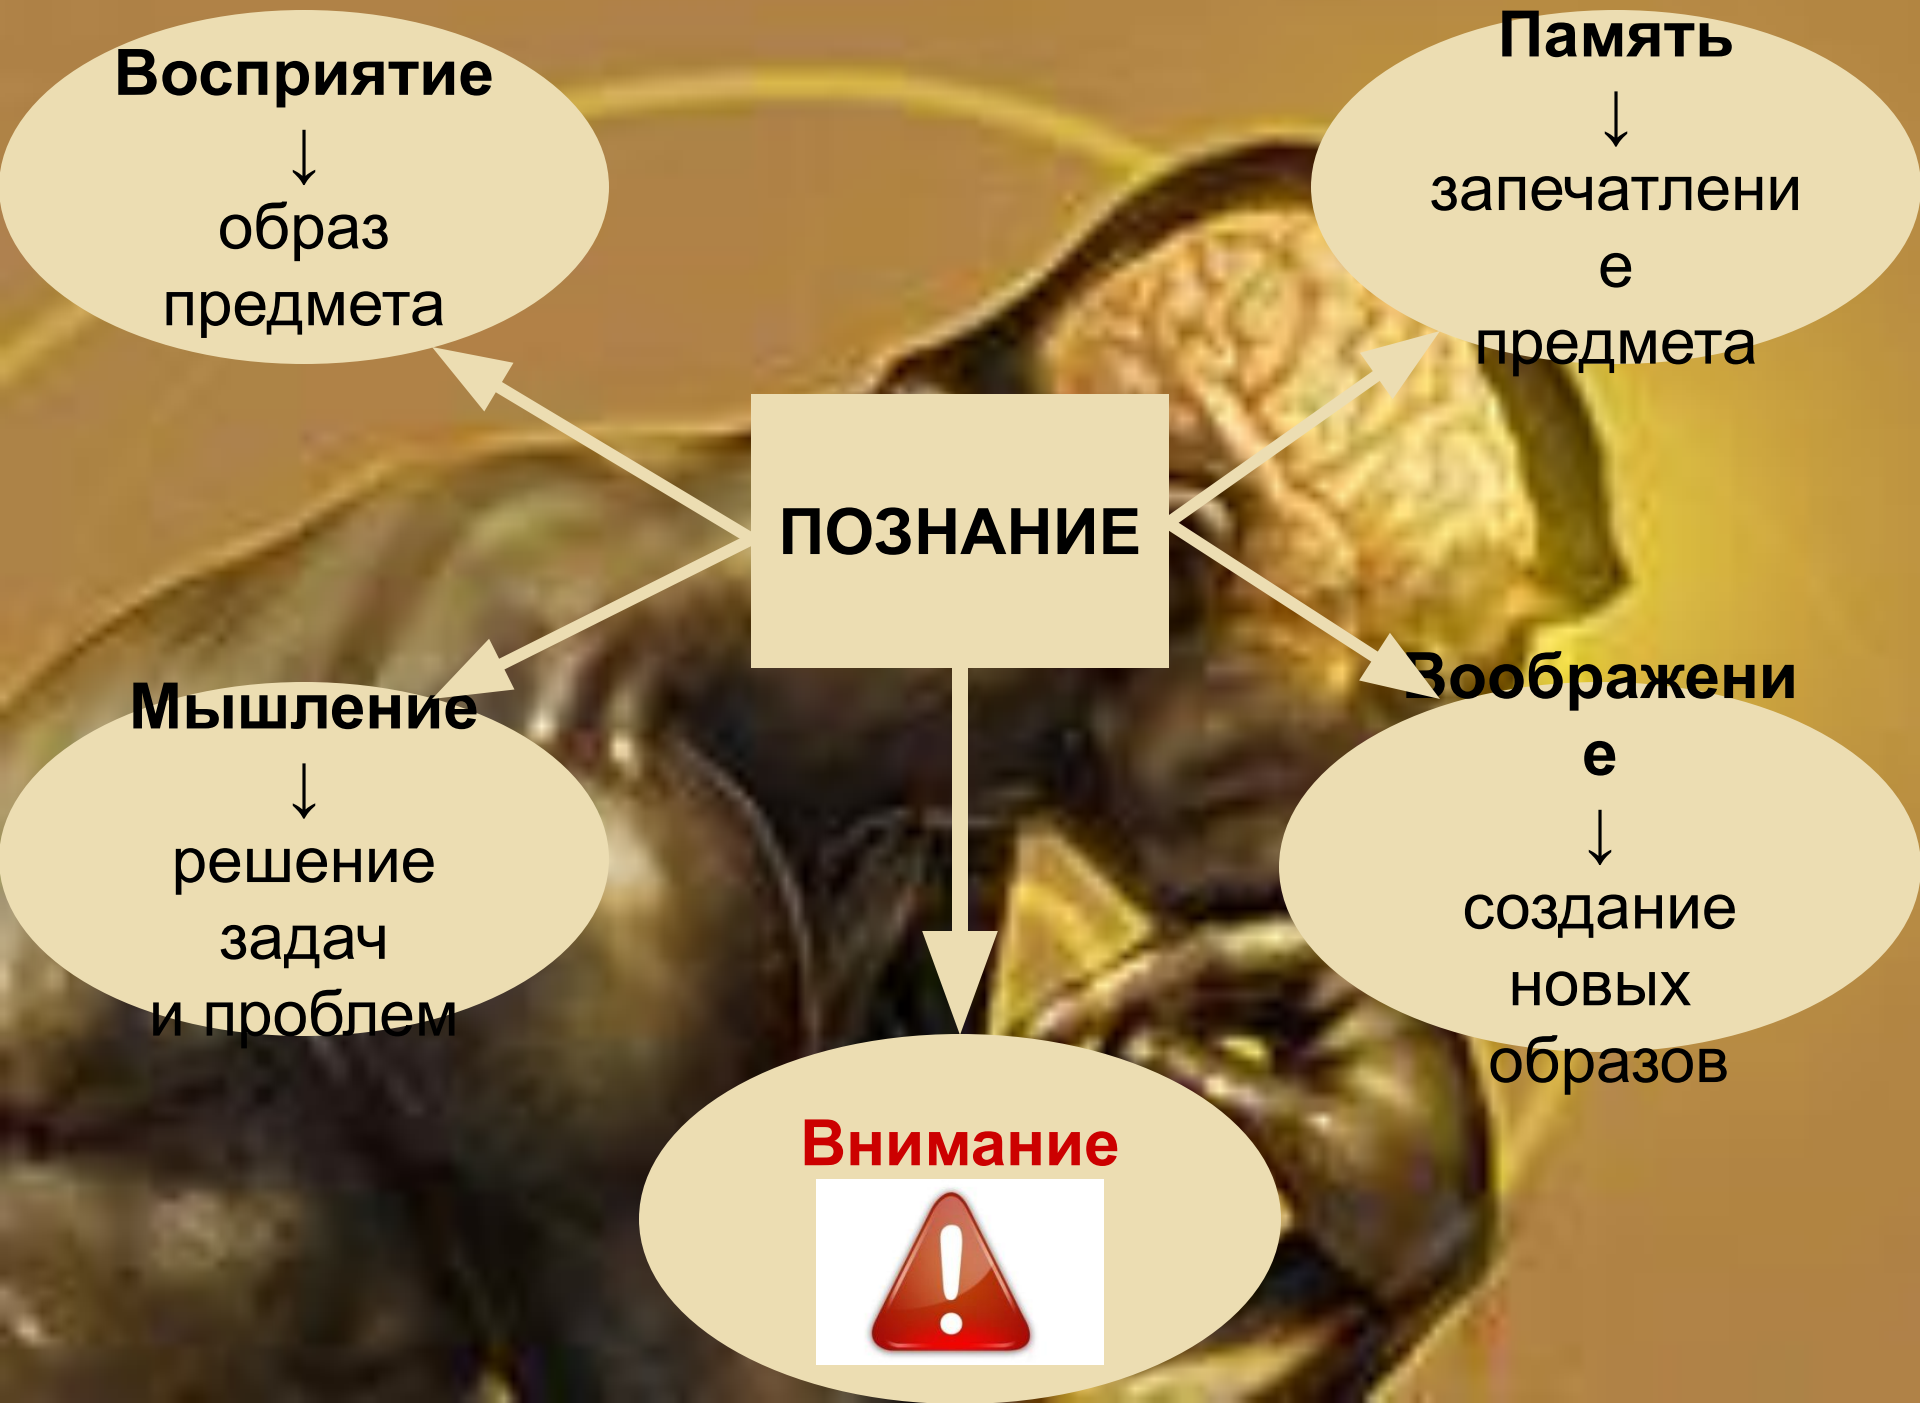 Восприятие
↓
образ
предмета
Память
↓
запечатлени
е
предмета
ПОЗНАНИЕ
Мышление
↓
решение
задач
и проблем
Воображени
е
↓
создание
новых
образов
Внимание
!